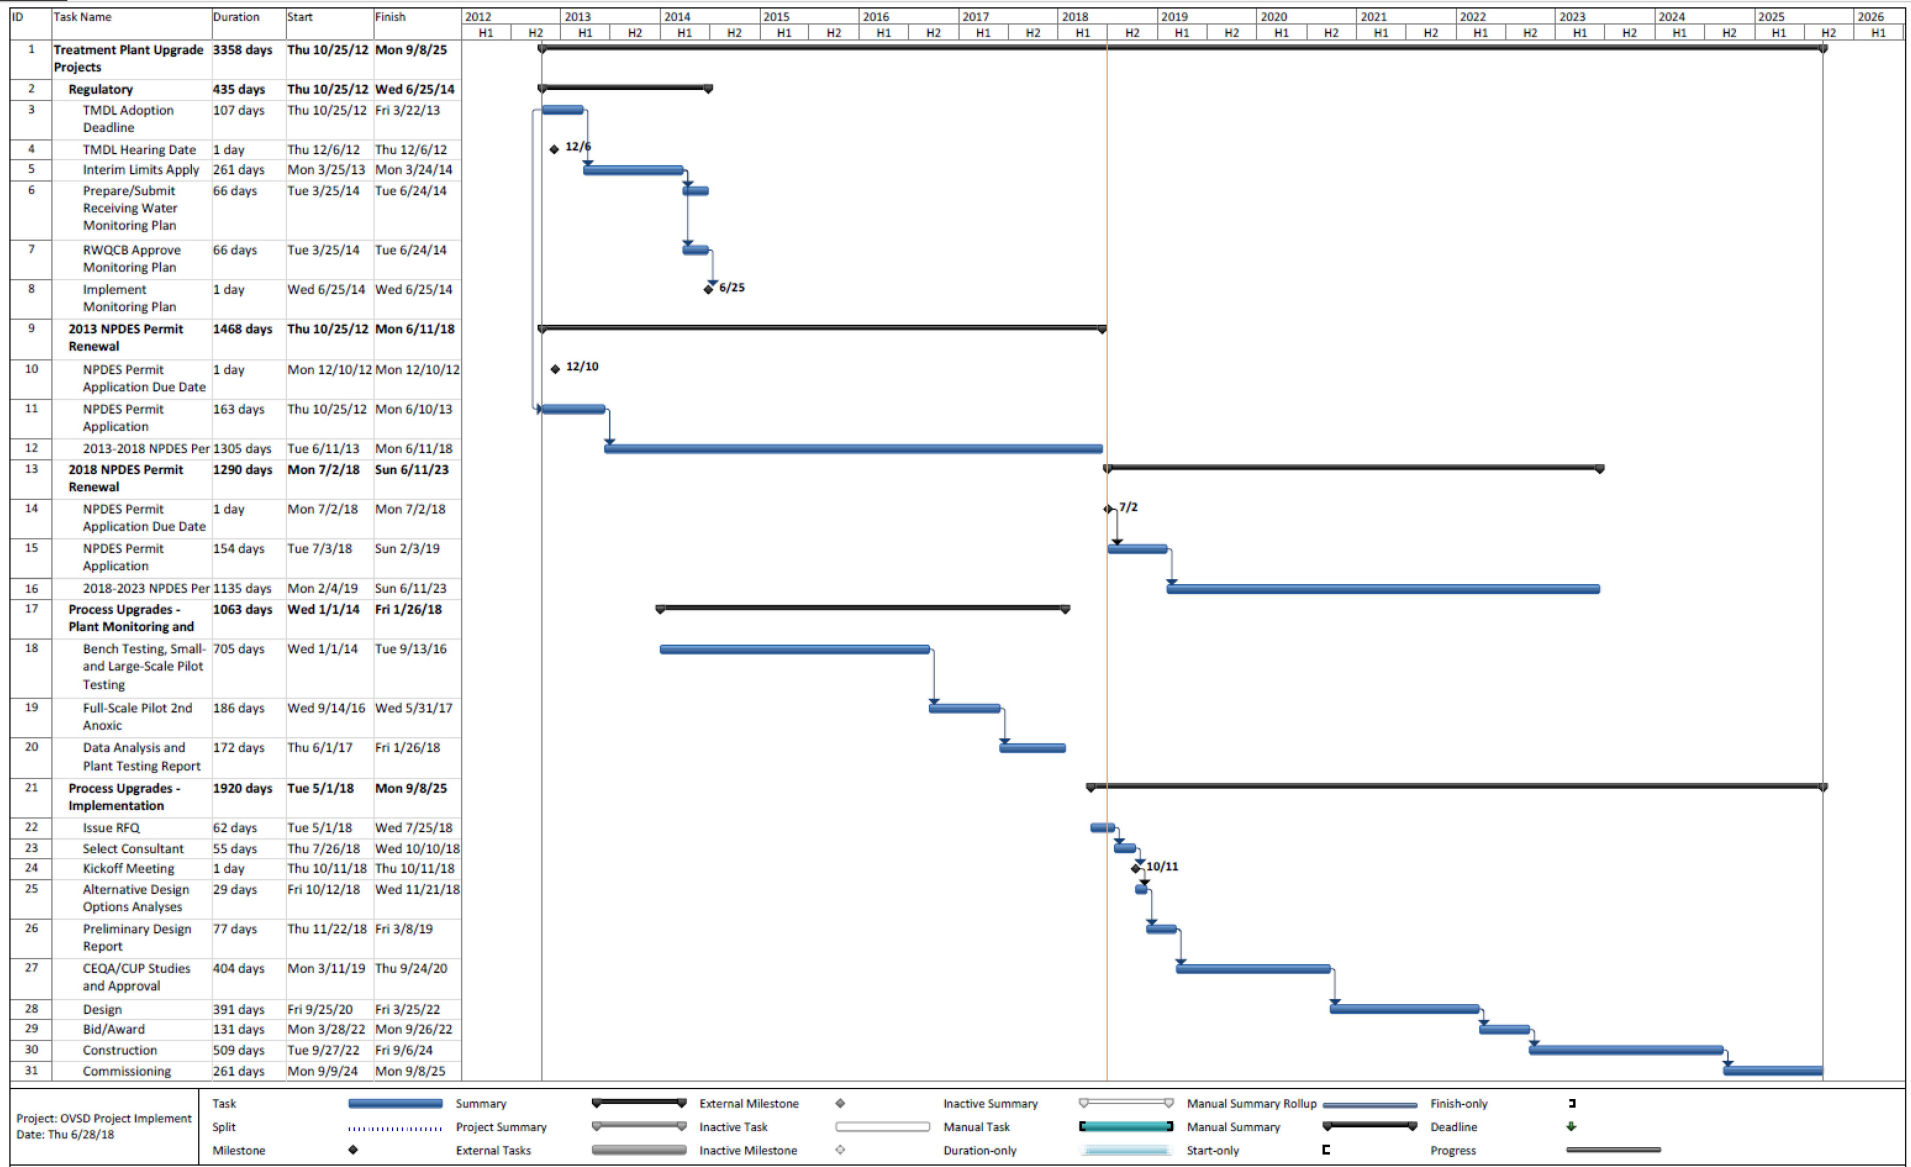 ID Task Name Duration Start Finish 2012 2013 2014 2015 2016 2017 2018 2019 2020 2021 2022 2023 2024 2025 2026
H1 H2 H1 H2 H1 H2 H1 H2 H1 H2 H1 H2 H1 H2 H1 H2 H1 H2 H1 H2 H1 H2 H1 H2 H1 H2 H1 H2 H1
1 Treatment Plant Upgrade 3358 days Thu 10/25/12 Mon 9/8/25
Projects
2 Regulatory 435 days Thu 10/25/12 Wed 6/25/14
3 TMDL Adoption 107 days Thu 10/25/12 Fri 3/22/13
Deadline
4 TMDL Hearing Date 1 day Thu 12/6/12 Thu 12/6/12 12/6
5 Interim Limits Apply 261 days Mon 3/25/13 Mon 3/24/14
6 Prepare/Submit 66 days Tue 3/25/14 Tue 6/24/14
Receiving Water
Monitoring Plan
7 RWQCB Approve 66 days Tue 3/25/14 Tue 6/24/14
Monitoring Plan
8 Implement 1 day Wed 6/25/14 Wed 6/25/14 6/25
Monitoring Plan
9 2013 NPDES Permit 1468 days Thu 10/25/12 Mon 6/11/18
Renewal
10 NPDES Permit 1 day Mon 12/10/12 Mon 12/10/12 12/10
Application Due Date
11 NPDES Permit 163 days Thu 10/25/12 Mon 6/10/13
Application
12 2013-2018 NPDES Per 1305 days Tue 6/11/13 Mon 6/11/18
13 2018 NPDES Permit 1290 days Mon 7/2/18 Sun 6/11/23
Renewal
14 NPDES Permit 1 day Mon 7/2/18 Mon 7/2/18 7/2
Application Due Date
15 NPDES Permit 154 days Tue 7/3/18 Sun 2/3/19
Application
16 2018-2023 NPDES Per 1135 days Mon 2/4/19 Sun 6/11/23
17 Process Upgrades - 1063 days Wed 1/1/14 Fri 1/26/18
Plant Monitoring and
18 Bench Testing, Small- 705 days Wed 1/1/14 Tue 9/13/16
and Large-Scale Pilot
Testing
19 Full-Scale Pilot 2nd 186 days Wed 9/14/16 Wed 5/31/17
Anoxic
20 Data Analysis and 172 days Thu 6/1/17 Fri 1/26/18
Plant Testing Report
21 Process Upgrades - 1920 days Tue 5/1/18 Mon 9/8/25
Implementation
22 Issue RFQ 62 days Tue 5/1/18 Wed 7/25/18
23 Select Consultant 55 days Thu 7/26/18 Wed 10/10/18
24 Kickoff Meeting 1 day Thu 10/11/18 Thu 10/11/18 10/11
25 Alternative Design 29 days Fri 10/12/18 Wed 11/21/18
Options Analyses
26 Preliminary Design 77 days Thu 11/22/18 Fri 3/8/19
Report
27 CEQA/CUP Studies 404 days Mon 3/11/19 Thu 9/24/20
and Approval
28 Design 391 days Fri 9/25/20 Fri 3/25/22
29 Bid/Award 131 days Mon 3/28/22 Mon 9/26/22
30 Construction 509 days Tue 9/27/22 Fri 9/6/24
31 Commissioning 261 days Mon 9/9/24 Mon 9/8/25
Project: OVSD Project Implement
Date: Thu 6/28/18
Task Summary External Milestone Inactive Summary Manual Summary Rollup Finish-only
Split Project Summary Inactive Task Manual Task Manual Summary Deadline
Milestone External Tasks Inactive Milestone Duration-only Start-only Progress